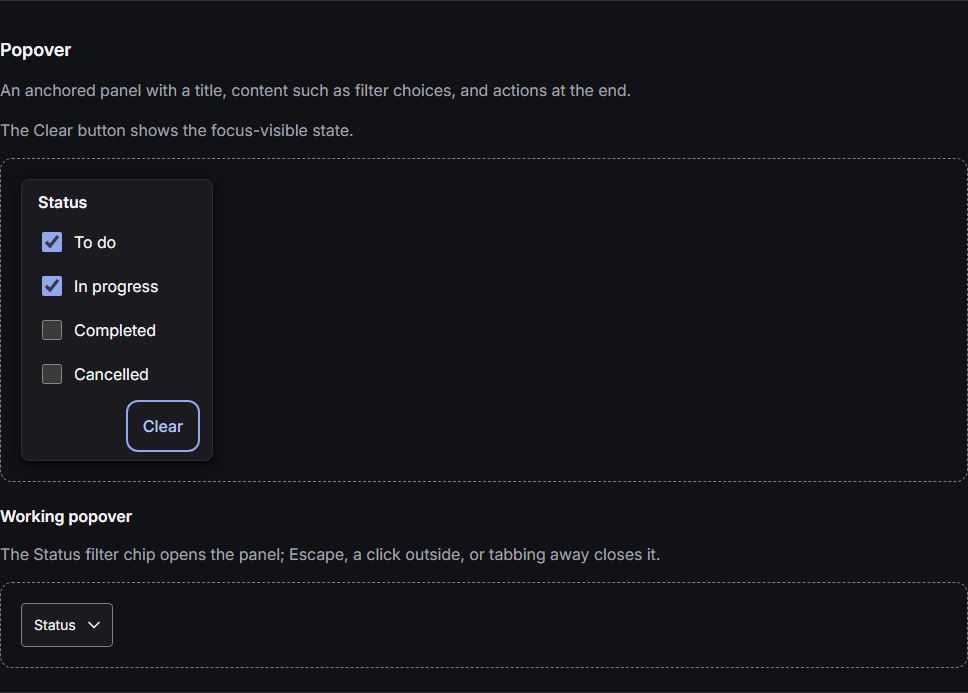 Popover
An anchored panel with a title, content such as filter choices, and actions at the end.
The Clear button shows the focus-visible state.
Status
To do
In progress
Completed
Cancelled
Clear
Working popover
The Status filter chip opens the panel; Escape, a click outside, or tabbing away closes it.
Status